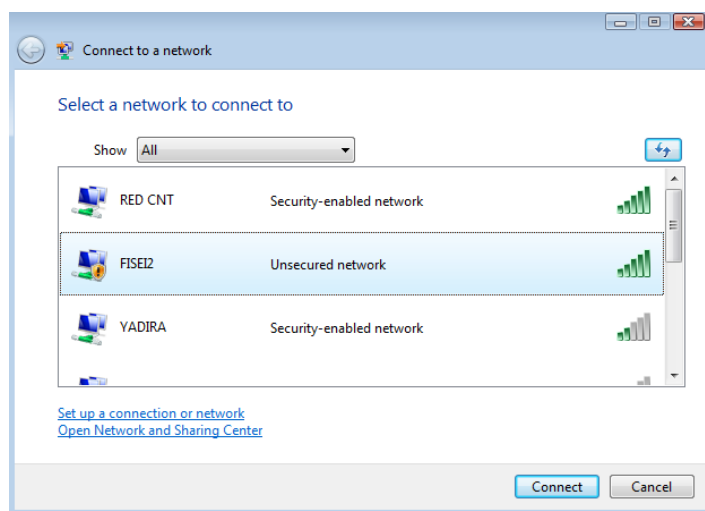 Connect to a network
Select a network to connect to
Show All
RED CNT Security-enabled network
FISEI2 Unsecured network
YADIRA Security-enabled network
Set up a connection or network
Open Network and Sharing Center
Connect Cancel